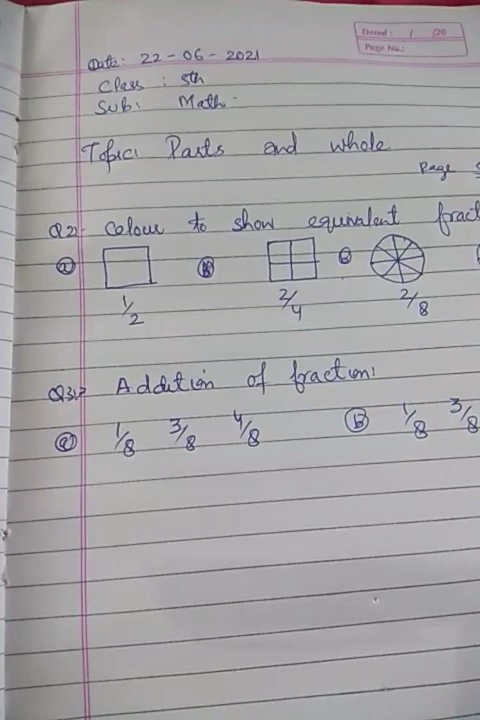 Dated: / /20
Page No.:
Date: 22-06-2021
Class : 5th
Sub: Math.
Topic: Parts and whole
Page
Q2:- Colour to show equivalent fract
(a) (b) (c)
1/2 2/4 2/8
Q3:- Addition of fraction:
(a) 1/8 3/8 4/8 (b) 1/8 3/8